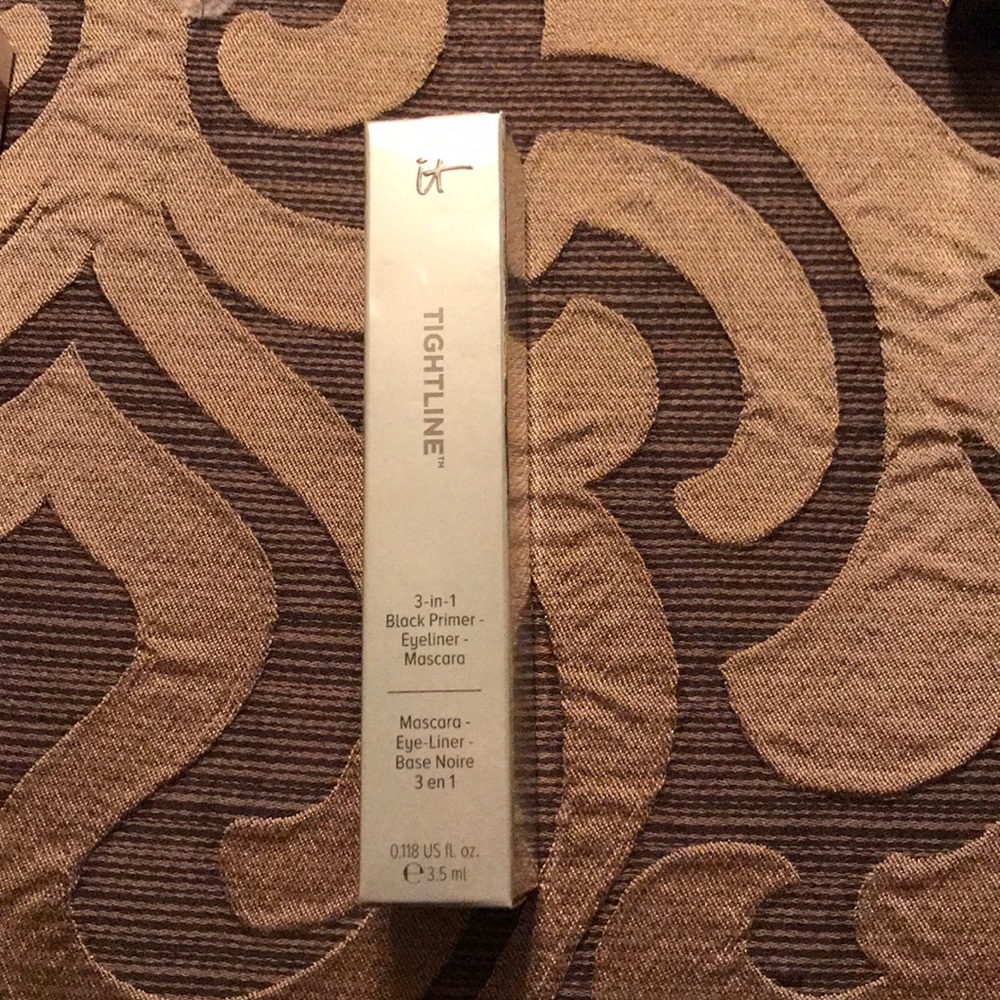 it
TIGHTLINE™
3-in-1
Black Primer -
Eyeliner -
Mascara
Mascara -
Eye-Liner -
Base Noire
3 en 1
0.118 US fl. oz.
℮ 3.5 ml